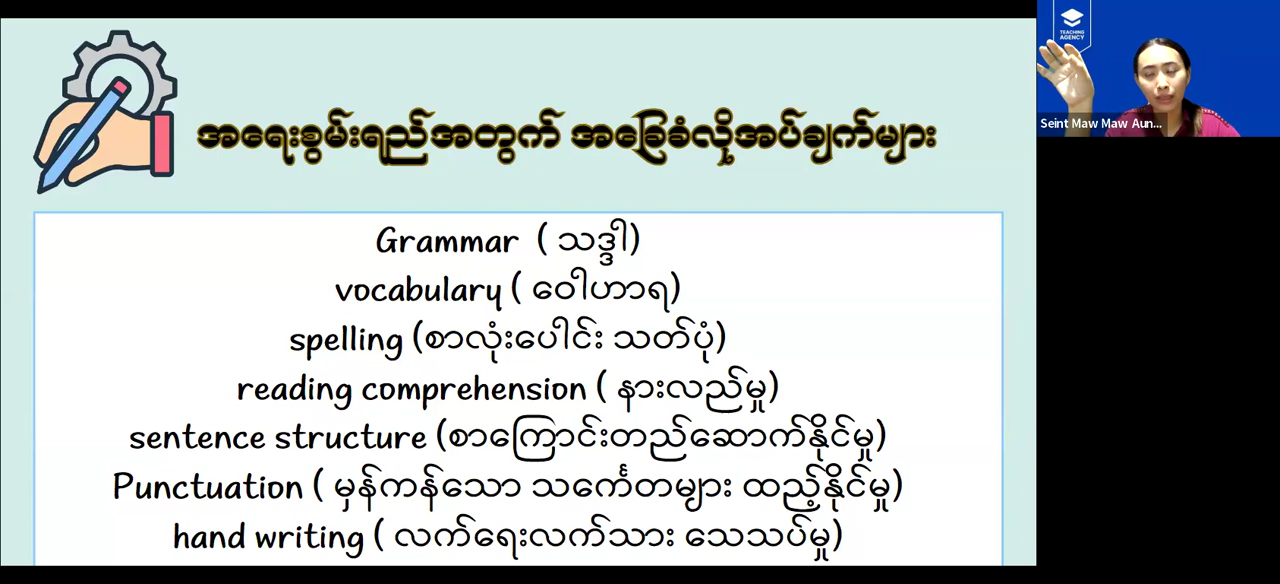 အရေးစွမ်းရည်အတွက် အခြေခံလိုအပ်ချက်များ
Grammar ( သဒ္ဒါ)
vocabulary ( ဝေါဟာရ)
spelling (စာလုံးပေါင်း သတ်ပုံ)
reading comprehension ( နားလည်မှု)
sentence structure (စာကြောင်းတည်ဆောက်နိုင်မှု)
Punctuation ( မှန်ကန်သော သင်္ကေတများ ထည့်နိုင်မှု)
hand writing ( လက်ရေးလက်သား သေသပ်မှု)
TEACHING
AGENCY
Seint Maw Maw Aun...